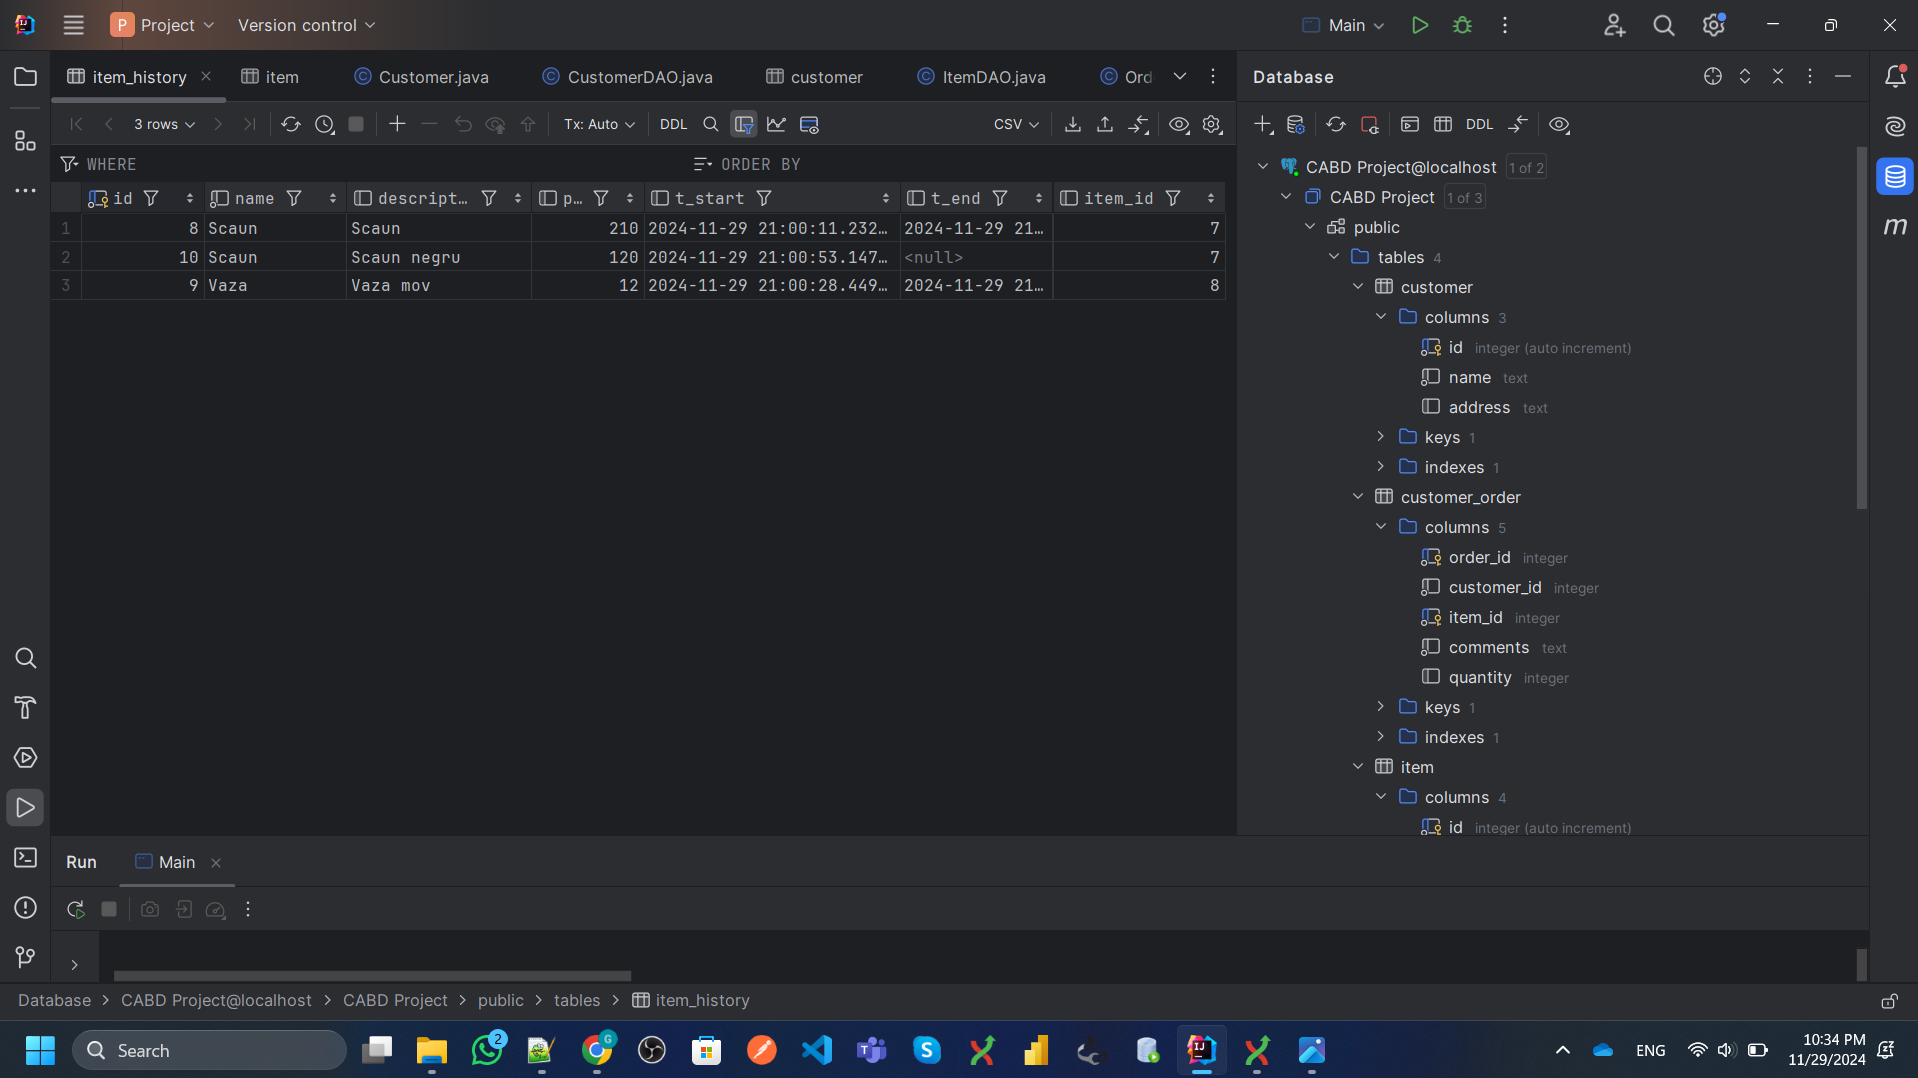 P Project Version control Main
item_history item Customer.java CustomerDAO.java customer ItemDAO.java Ord Database
3 rows Tx: Auto DDL CSV DDL
WHERE ORDER BY
id name descript… p… t_start t_end item_id
1 8 Scaun Scaun 210 2024-11-29 21:00:11.232… 2024-11-29 21… 7
2 10 Scaun Scaun negru 120 2024-11-29 21:00:53.147… <null> 7
3 9 Vaza Vaza mov 12 2024-11-29 21:00:28.449… 2024-11-29 21… 8
CABD Project@localhost 1 of 2
CABD Project 1 of 3
public
tables 4
customer
columns 3
id integer (auto increment)
name text
address text
keys 1
indexes 1
customer_order
columns 5
order_id integer
customer_id integer
item_id integer
comments text
quantity integer
keys 1
indexes 1
item
columns 4
id integer (auto increment)
m
Run Main
Database CABD Project@localhost CABD Project public tables item_history
Search
2
G
ENG
10:34 PM
11/29/2024